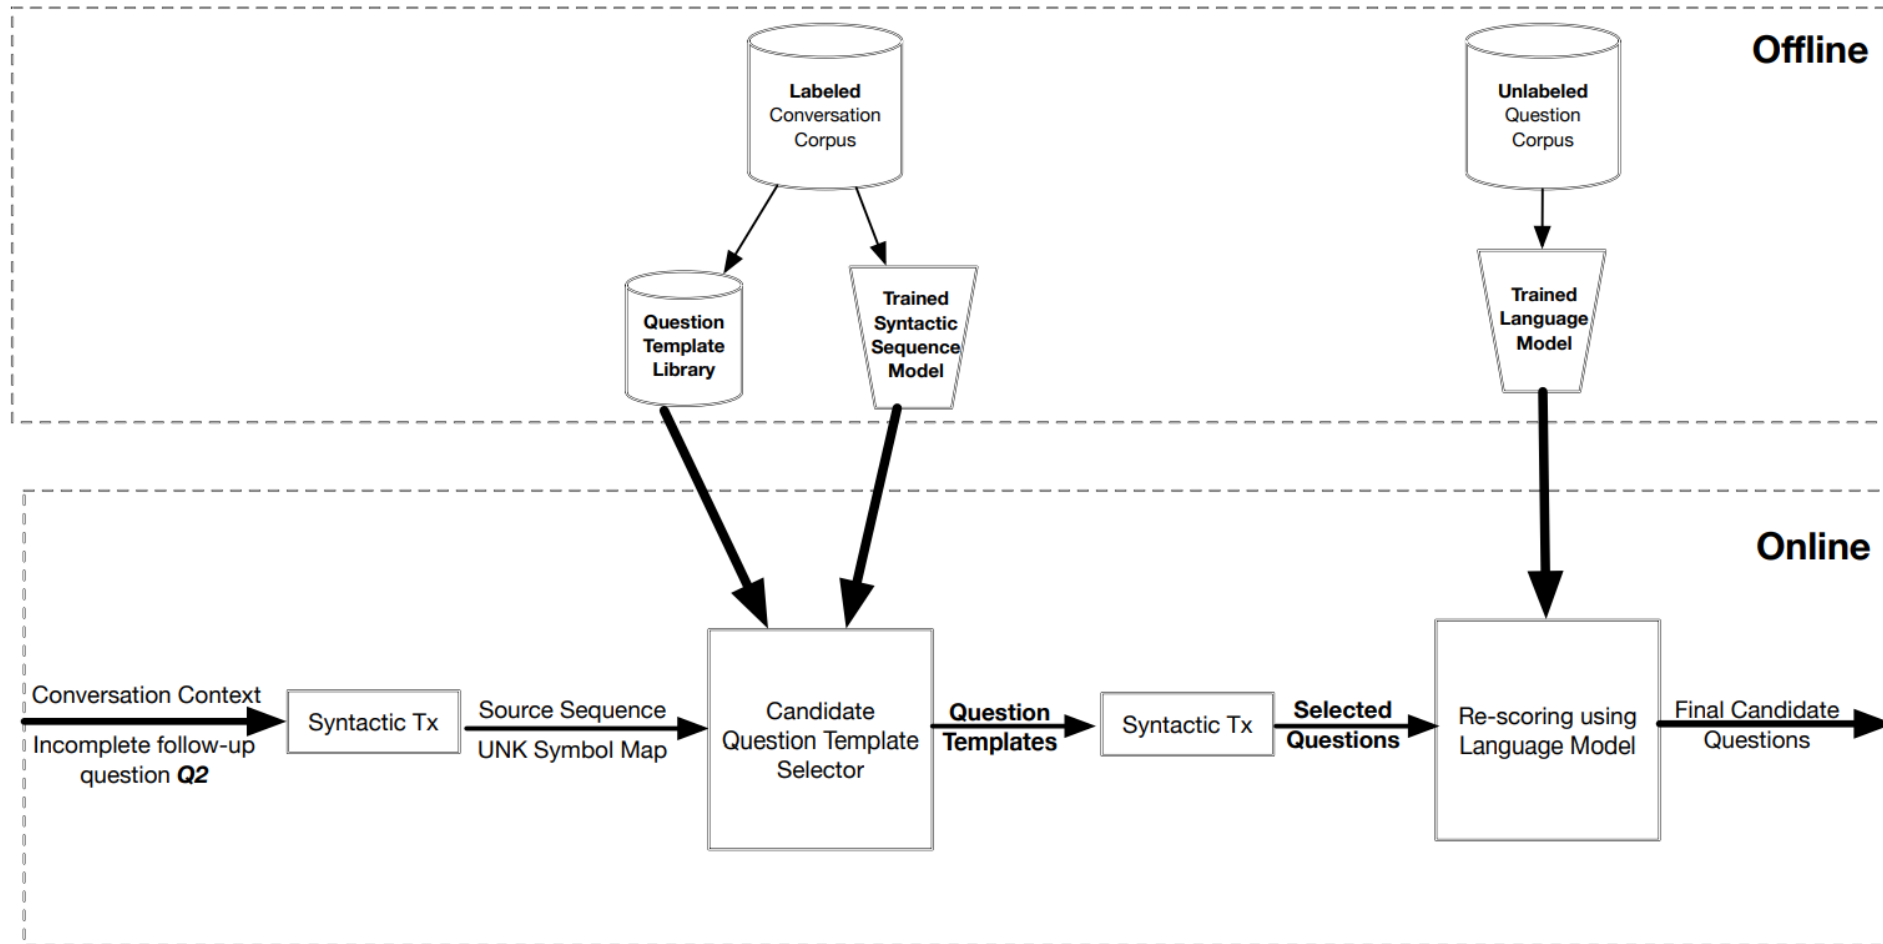 Offline
Labeled
Conversation
Corpus
Unlabeled
Question
Corpus
Question
Template
Library
Trained
Syntactic
Sequence
Model
Trained
Language
Model
Online
Conversation Context
Incomplete follow-up
question Q2
Syntactic Tx
Source Sequence
UNK Symbol Map
Candidate
Question Template
Selector
Question
Templates
Syntactic Tx
Selected
Questions
Re-scoring using
Language Model
Final Candidate
Questions